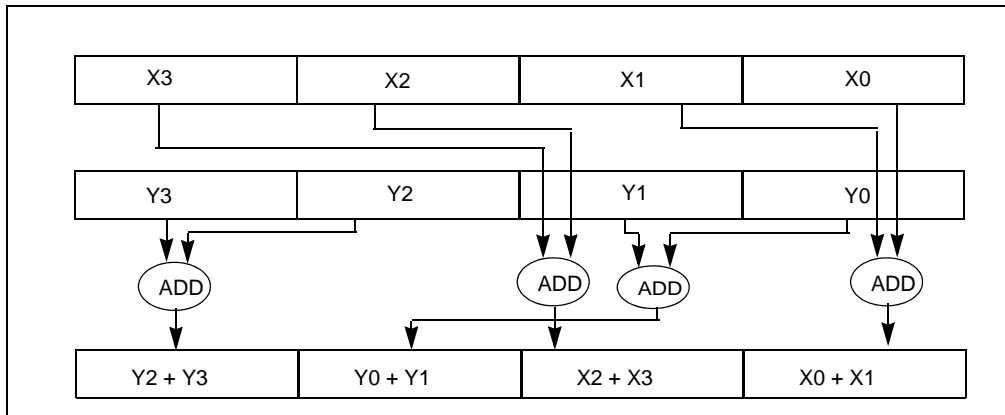 X3 X2 X1 X0
Y3 Y2 Y1 Y0
ADD ADD ADD ADD
Y2 + Y3 Y0 + Y1 X2 + X3 X0 + X1